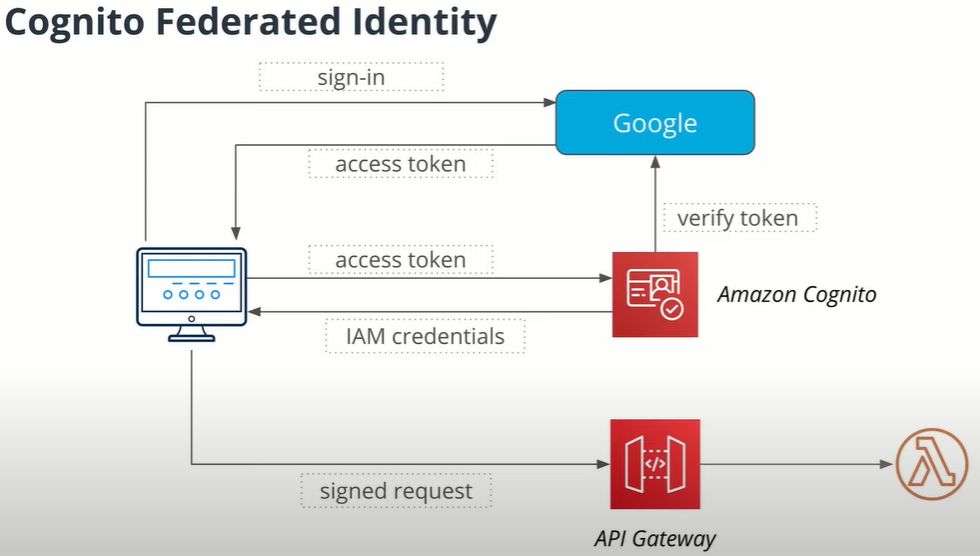 Cognito Federated Identity
sign-in
Google
access token
verify token
access token
Amazon Cognito
IAM credentials
</>
signed request
API Gateway